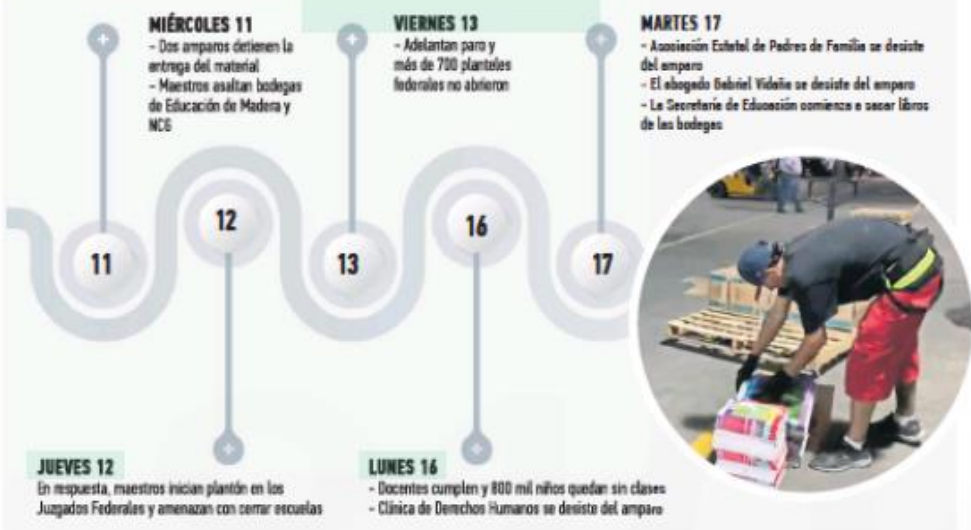 MIÉRCOLES 11
- Dos amparos detienen la
entrega del material
- Maestros asaltan bodegas
de Educación de Madera y
NCG
VIERNES 13
- Adelantan paro y
más de 700 planteles
federales no abrieron
MARTES 17
- Asociación Estatal de Padres de Familia se desiste
del amparo
- El abogado Gabriel Vidaña se desiste del amparo
- La Secretaría de Educación comienza a sacar libros
de las bodegas
11
12
13
16
17
JUEVES 12
En respuesta, maestros inician plantón en los
Juzgados Federales y amenazan con cerrar escuelas
LUNES 16
- Docentes cumplen y 800 mil niños quedan sin clases
- Clínica de Derechos Humanos se desiste del amparo